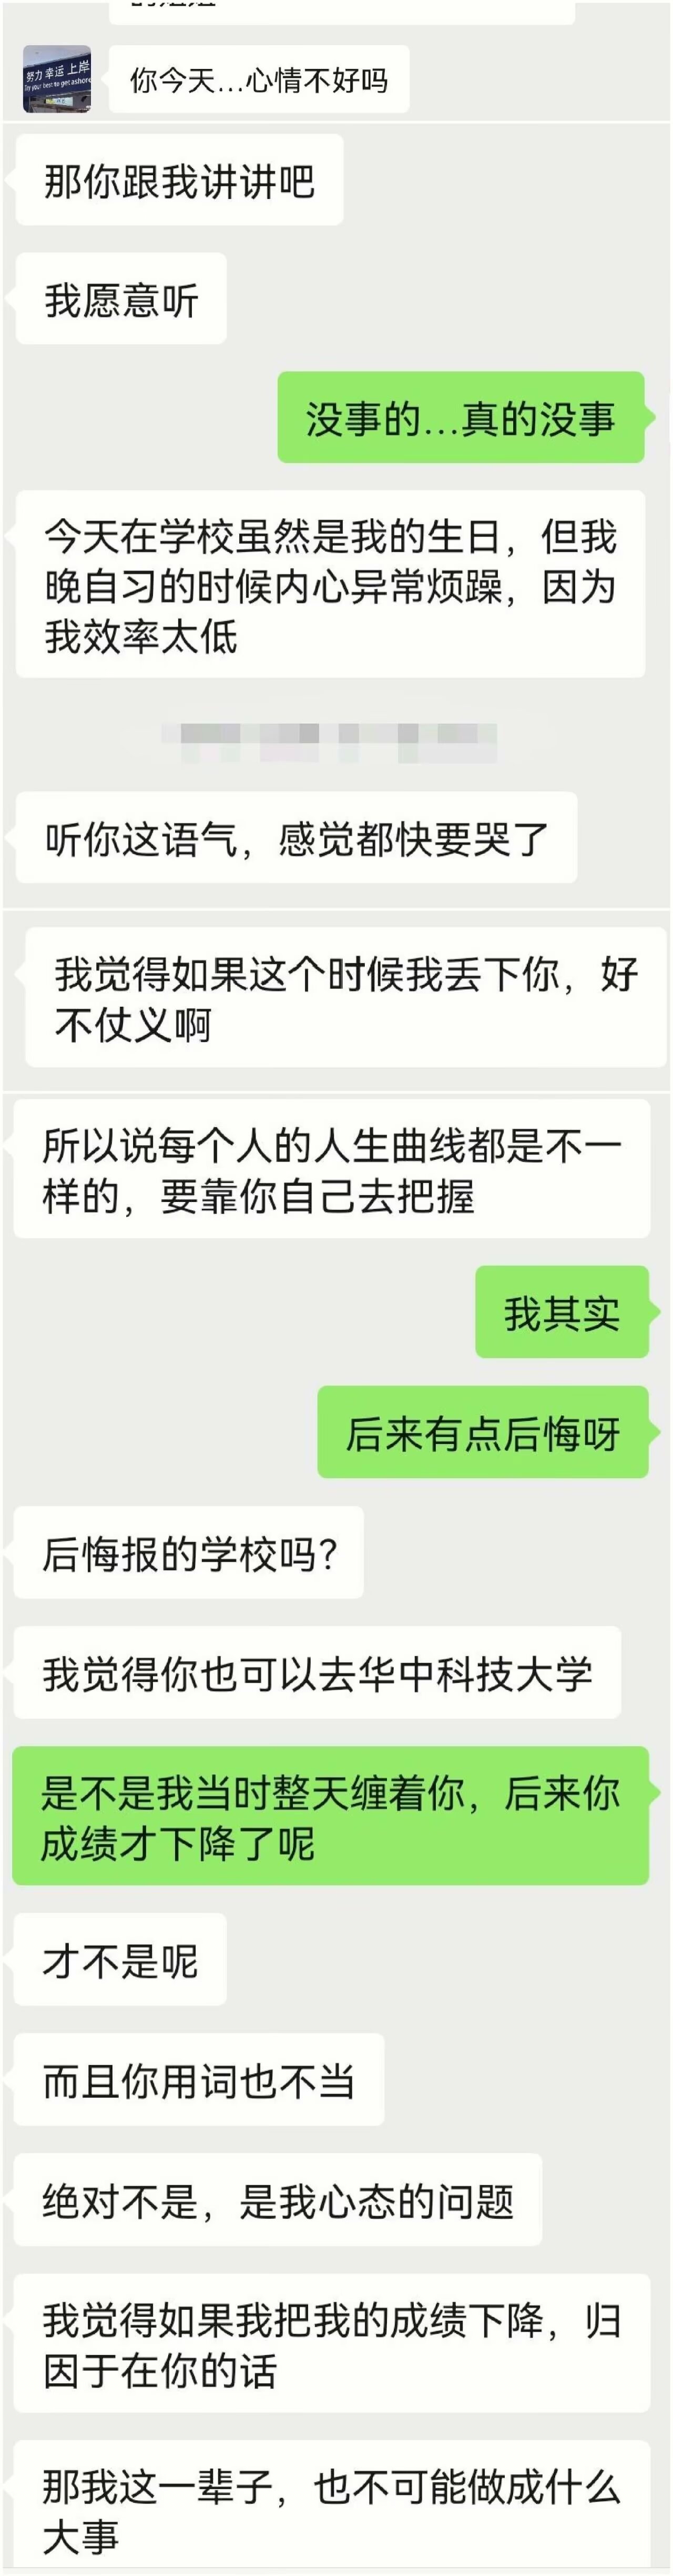 努力 幸运 上岸
Try your best to get ashore
你今天...心情不好吗
那你跟我讲讲吧
我愿意听
没事的...真的没事
今天在学校虽然是我的生日，但我
晚自习的时候内心异常烦躁，因为
我效率太低
听你这语气，感觉都快要哭了
我觉得如果这个时候我丢下你，好
不仗义啊
所以说每个人的人生曲线都是不一
样的，要靠你自己去把握
我其实
后来有点后悔呀
后悔报的学校吗？
我觉得你也可以去华中科技大学
是不是我当时整天缠着你，后来你
成绩才下降了呢
才不是呢
而且你用词也不当
绝对不是，是我心态的问题
我觉得如果我把我的成绩下降，归
因于在你的话
那我这一辈子，也不可能做成什么
大事